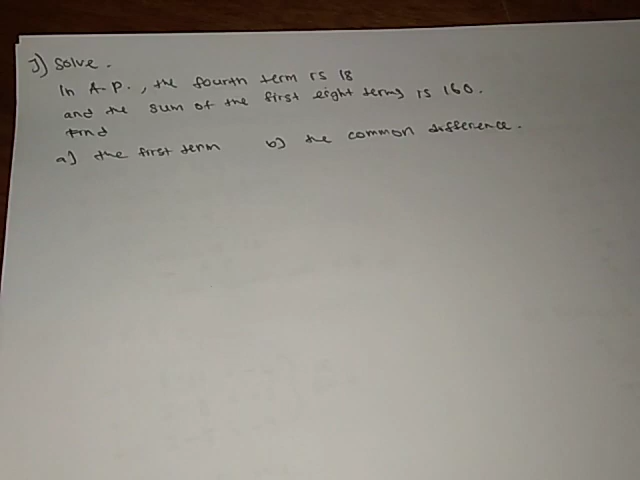 J) Solve.
In A-P., the fourth term is 18
and the sum of the first eight terms is 160.
find
a) the first term b) the common difference.